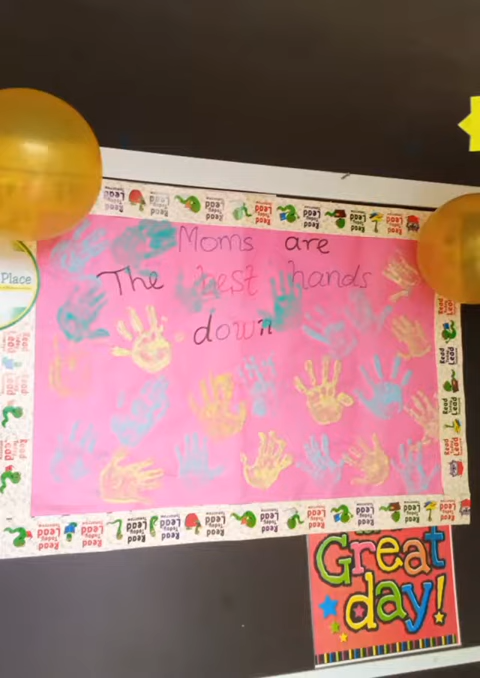 Moms are
The best hands
down
Place
Great
day!
Read
Today
Lead
Tomorrow